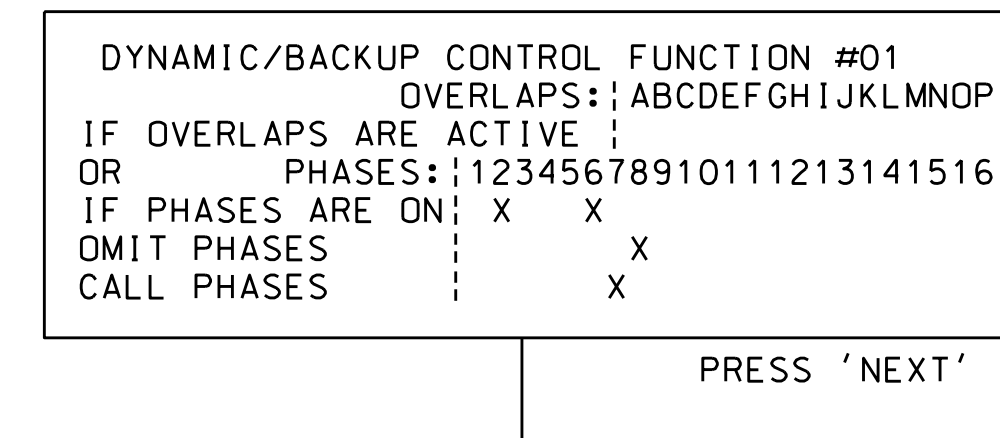 DYNAMIC/BACKUP CONTROL FUNCTION #01
OVERLAPS:¦ABCDEFGHIJKLMNOP
IF OVERLAPS ARE ACTIVE ¦
OR PHASES:¦12345678910111213141516
IF PHASES ARE ON¦ X X
OMIT PHASES ¦ X
CALL PHASES ¦ X
PRESS 'NEXT'